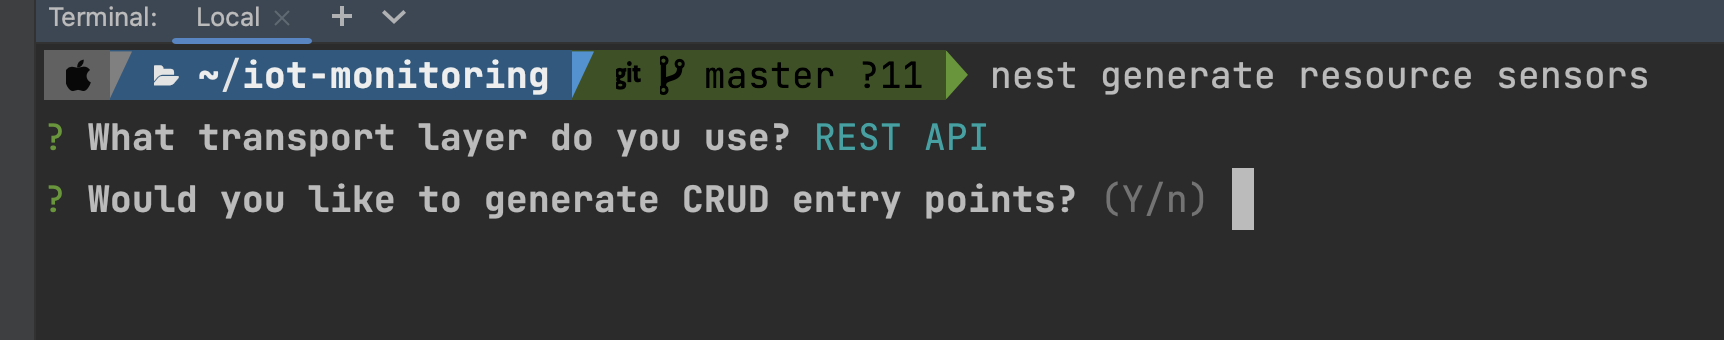 Terminal: Local × + ⌄
~/iot-monitoring git master ?11 nest generate resource sensors
? What transport layer do you use? REST API
? Would you like to generate CRUD entry points? (Y/n)